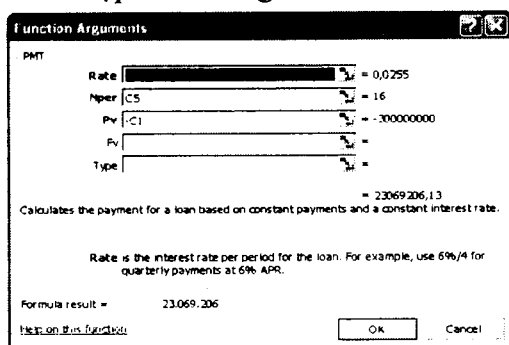 Function Arguments
PMT
Rate = 0,0255
Nper C5 = 16
Pv -C1 = -300000000
Fv =
Type =
= 23069206,13
Calculates the payment for a loan based on constant payments and a constant interest rate.
Rate is the interest rate per period for the loan. For example, use 6%/4 for
quarterly payments at 6% APR.
Formula result = 23.069.206
Help on this function
OK Cancel